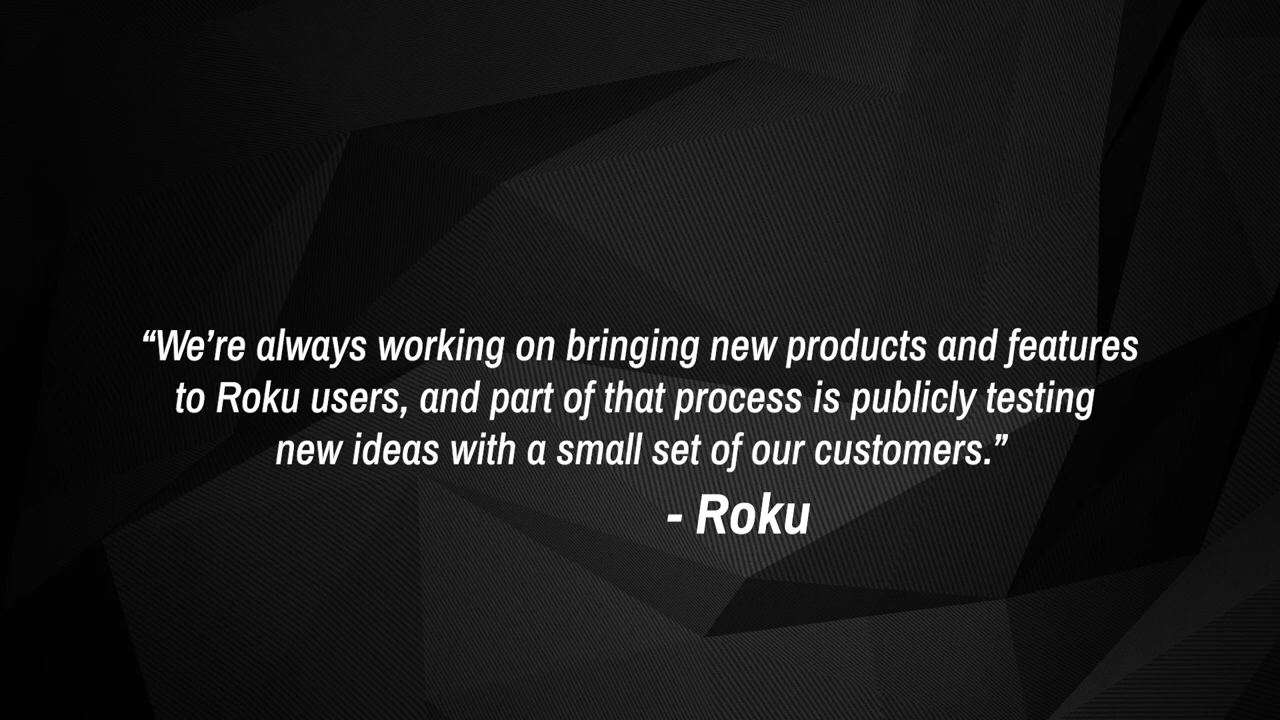 “We’re always working on bringing new products and features
to Roku users, and part of that process is publicly testing
new ideas with a small set of our customers.”
- Roku